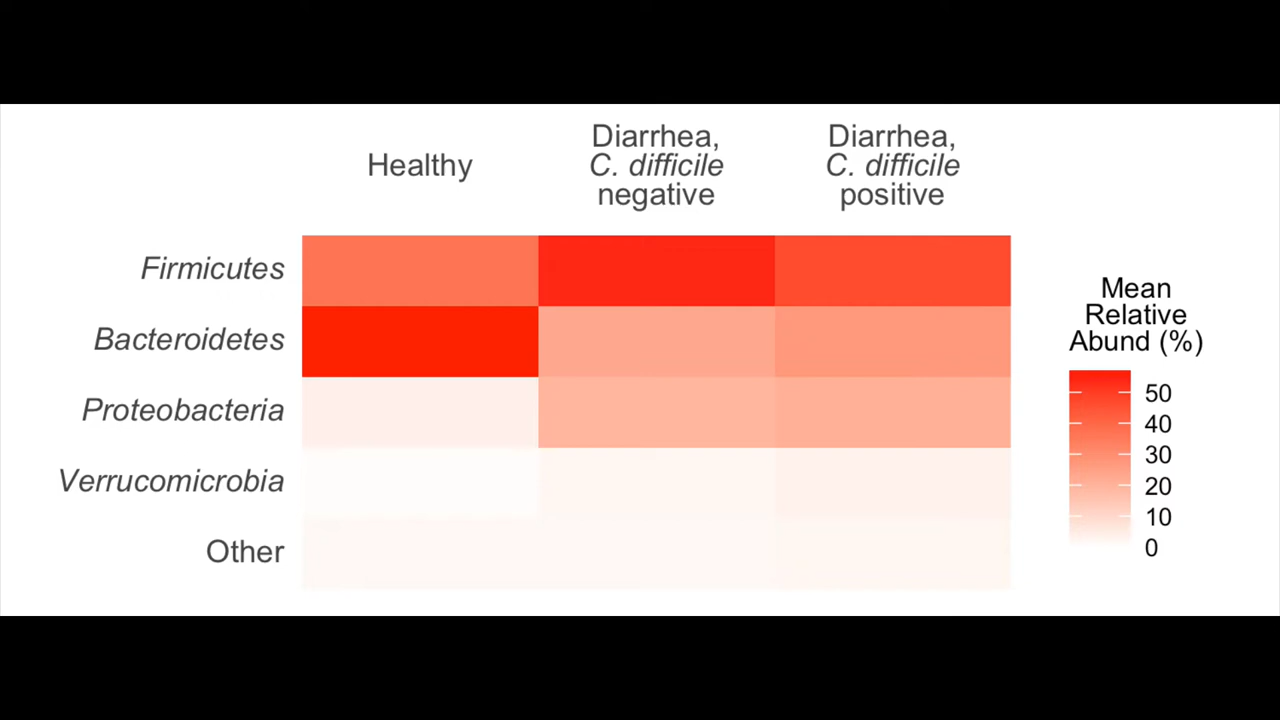 Healthy
Diarrhea,
C. difficile
negative
Diarrhea,
C. difficile
positive
Firmicutes
Bacteroidetes
Proteobacteria
Verrucomicrobia
Other
Mean
Relative
Abund (%)
50
40
30
20
10
0